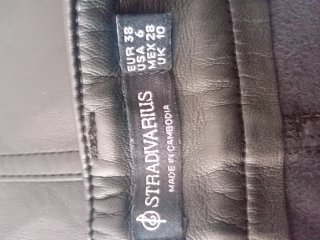 EUR 38
USA 6
MEX 28
UK 10
STRADIVARIUS
MADE IN CAMBODIA